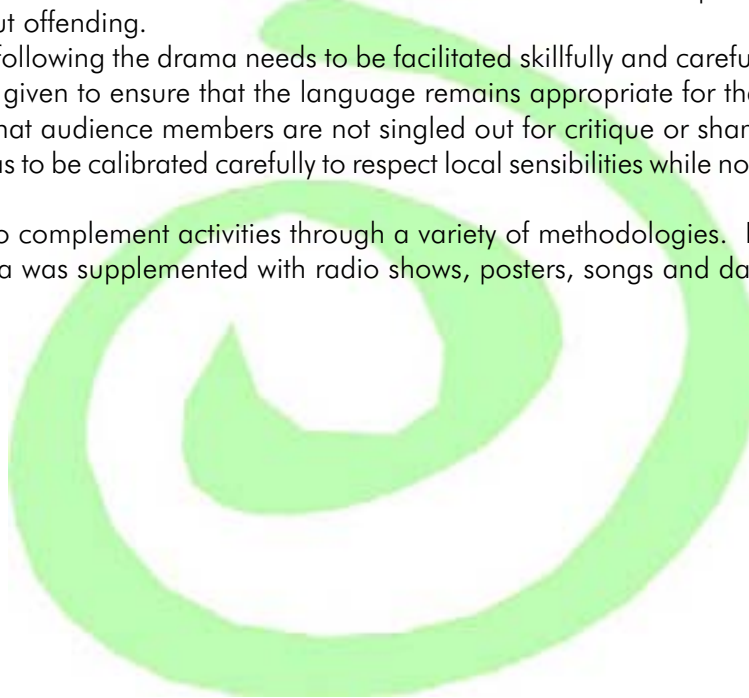 ut offending.
following the drama needs to be facilitated skillfully and carefu
given to ensure that the language remains appropriate for the
hat audience members are not singled out for critique or shar
as to be calibrated carefully to respect local sensibilities while no
o complement activities through a variety of methodologies.
a was supplemented with radio shows, posters, songs and da